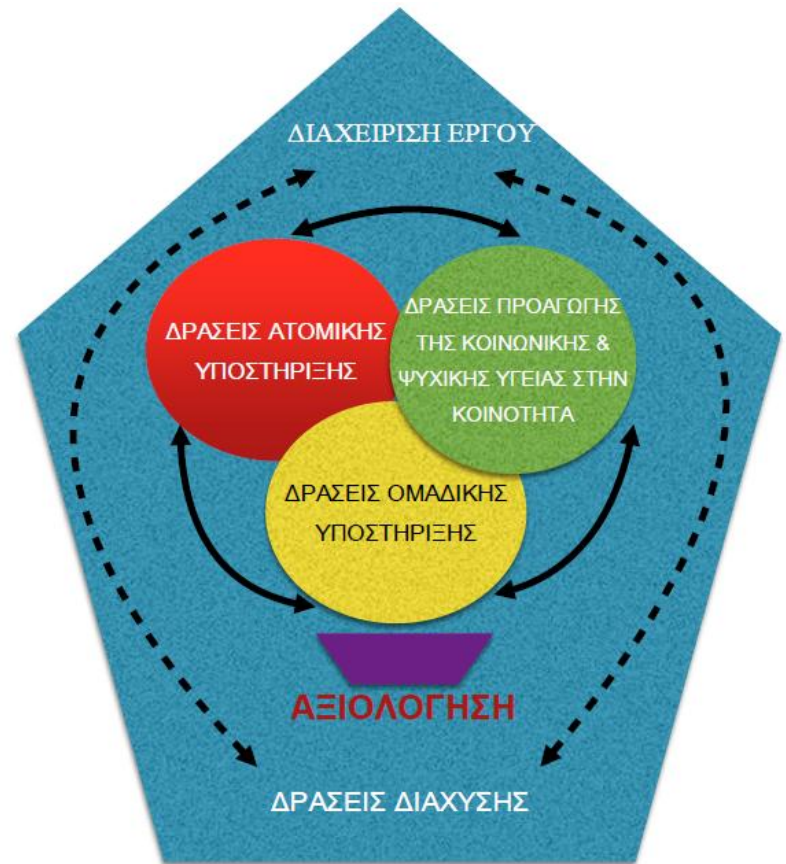 ΔΙΑΧΕΙΡΙΣΗ ΕΡΓΟΥ
ΔΡΑΣΕΙΣ ΑΤΟΜΙΚΗΣ
ΥΠΟΣΤΗΡΙΞΗΣ
ΔΡΑΣΕΙΣ ΠΡΟΑΓΩΓΗΣ
ΤΗΣ ΚΟΙΝΩΝΙΚΗΣ &
ΨΥΧΙΚΗΣ ΥΓΕΙΑΣ ΣΤΗΝ
ΚΟΙΝΟΤΗΤΑ
ΔΡΑΣΕΙΣ ΟΜΑΔΙΚΗΣ
ΥΠΟΣΤΗΡΙΞΗΣ
ΑΞΙΟΛΟΓΗΣΗ
ΔΡΑΣΕΙΣ ΔΙΑΧΥΣΗΣ